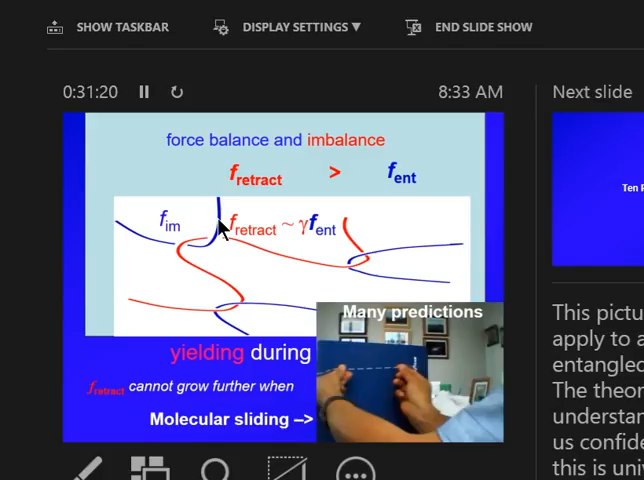 SHOW TASKBAR DISPLAY SETTINGS ▼ END SLIDE SHOW
0:31:20 8:33 AM Next slide
force balance and imbalance
fretract > fent
fim fretract ~ γfent
Many predictions
yielding during
fretract cannot grow further when
Molecular sliding –>
Ten P
This pictu
apply to a
entangled
The theor
understan
us confide
this is uni